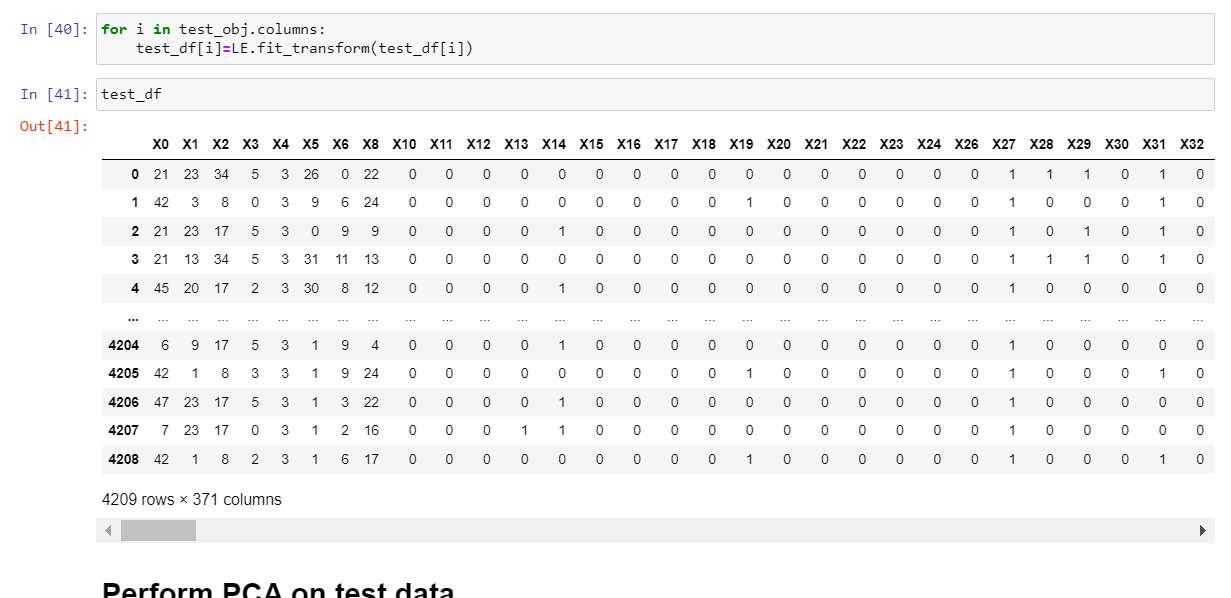 In [40]: for i in test_obj.columns:
test_df[i]=LE.fit_transform(test_df[i])
In [41]: test_df
Out[41]:
X0 X1 X2 X3 X4 X5 X6 X8 X10 X11 X12 X13 X14 X15 X16 X17 X18 X19 X20 X21 X22 X23 X24 X26 X27 X28 X29 X30 X31 X32
0 21 23 34 5 3 26 0 22 0 0 0 0 0 0 0 0 0 0 0 0 0 0 0 0 1 1 1 0 1 0
1 42 3 8 0 3 9 6 24 0 0 0 0 0 0 0 0 0 1 0 0 0 0 0 0 1 0 0 0 1 0
2 21 23 17 5 3 0 9 9 0 0 0 0 1 0 0 0 0 0 0 0 0 0 0 0 1 0 1 0 1 0
3 21 13 34 5 3 31 11 13 0 0 0 0 0 0 0 0 0 0 0 0 0 0 0 0 1 1 1 0 1 0
4 45 20 17 2 3 30 8 12 0 0 0 0 1 0 0 0 0 0 0 0 0 0 0 0 1 0 0 0 0 0
... ... ... ... ... ... ... ... ... ... ... ... ... ... ... ... ... ... ... ... ... ... ... ... ... ... ... ... ... ... ...
4204 6 9 17 5 3 1 9 4 0 0 0 0 1 0 0 0 0 0 0 0 0 0 0 0 1 0 0 0 0 0
4205 42 1 8 3 3 1 9 24 0 0 0 0 0 0 0 0 0 1 0 0 0 0 0 0 1 0 0 0 1 0
4206 47 23 17 5 3 1 3 22 0 0 0 0 1 0 0 0 0 0 0 0 0 0 0 0 1 0 0 0 0 0
4207 7 23 17 0 3 1 2 16 0 0 0 1 1 0 0 0 0 0 0 0 0 0 0 0 1 0 0 0 0 0
4208 42 1 8 2 3 1 6 17 0 0 0 0 0 0 0 0 0 1 0 0 0 0 0 0 1 0 0 0 1 0
4209 rows × 371 columns
Perform PCA on test data